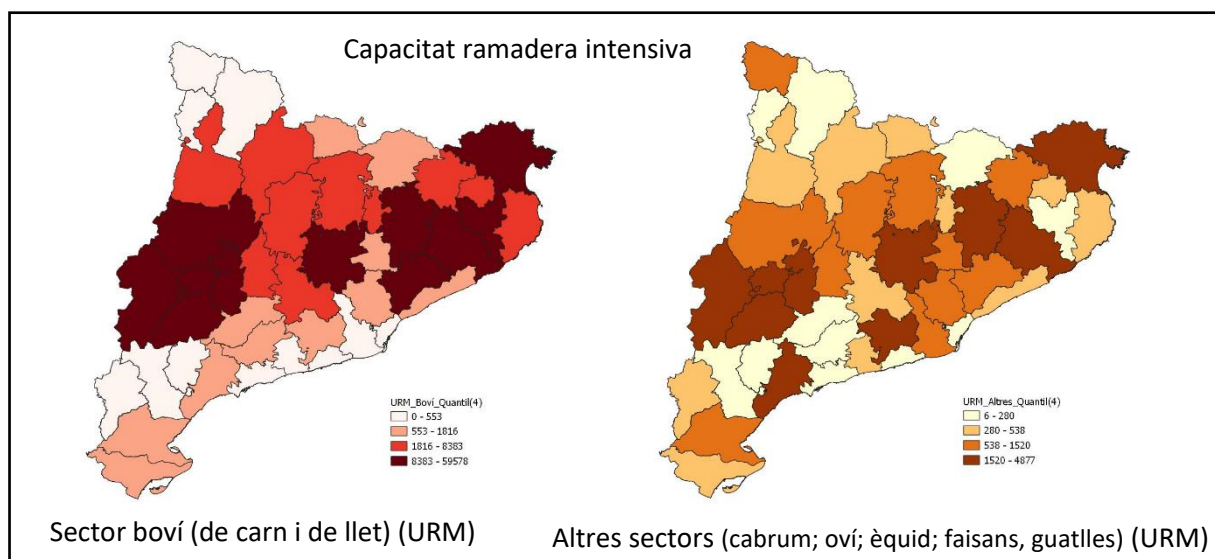 Capacitat ramadera intensiva
URM_Boví_Quantil(4)
0 - 553
553 - 1816
1816 - 8383
8383 - 59578
URM_Altres_Quantil(4)
6 - 280
280 - 538
538 - 1520
1520 - 4877
Sector boví (de carn i de llet) (URM)
Altres sectors (cabrum; oví; èquid; faisans, guatlles) (URM)